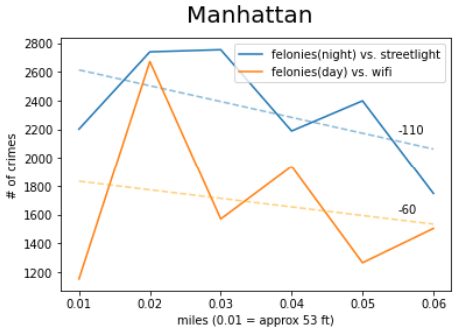 Manhattan
# of crimes
2800
2600
2400
2200
2000
1800
1600
1400
1200
felonies(night) vs. streetlight
felonies(day) vs. wifi
-110
-60
0.01 0.02 0.03 0.04 0.05 0.06
miles (0.01 = approx 53 ft)